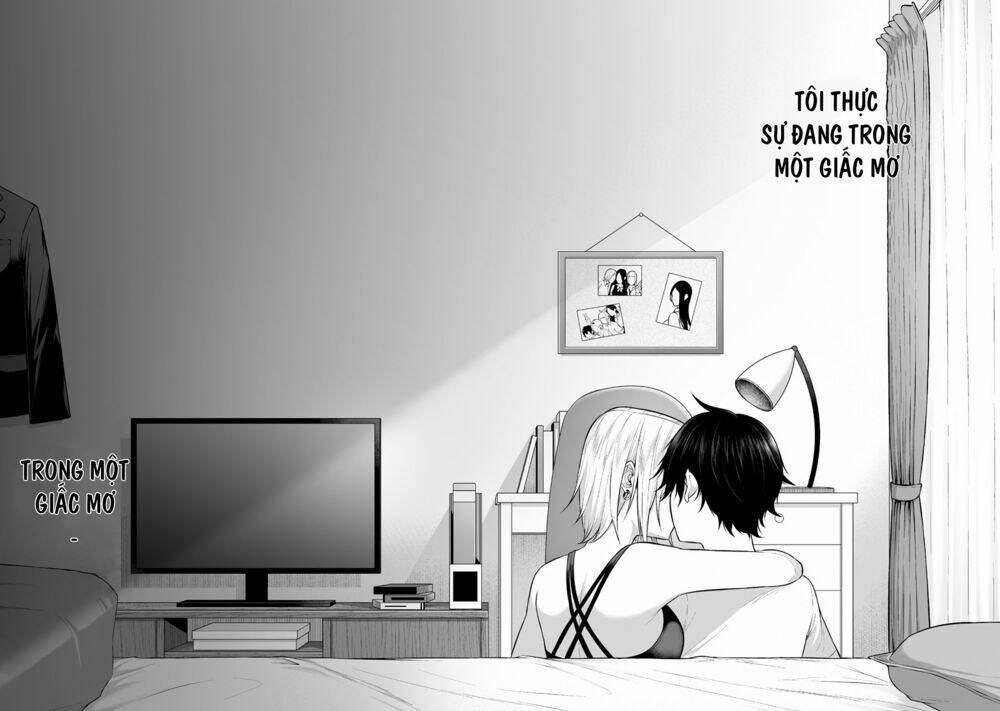 TÔI THỰC
SỰ ĐANG TRONG
MỘT GIẤC MƠ
TRONG MỘT
GIẤC MƠ
-